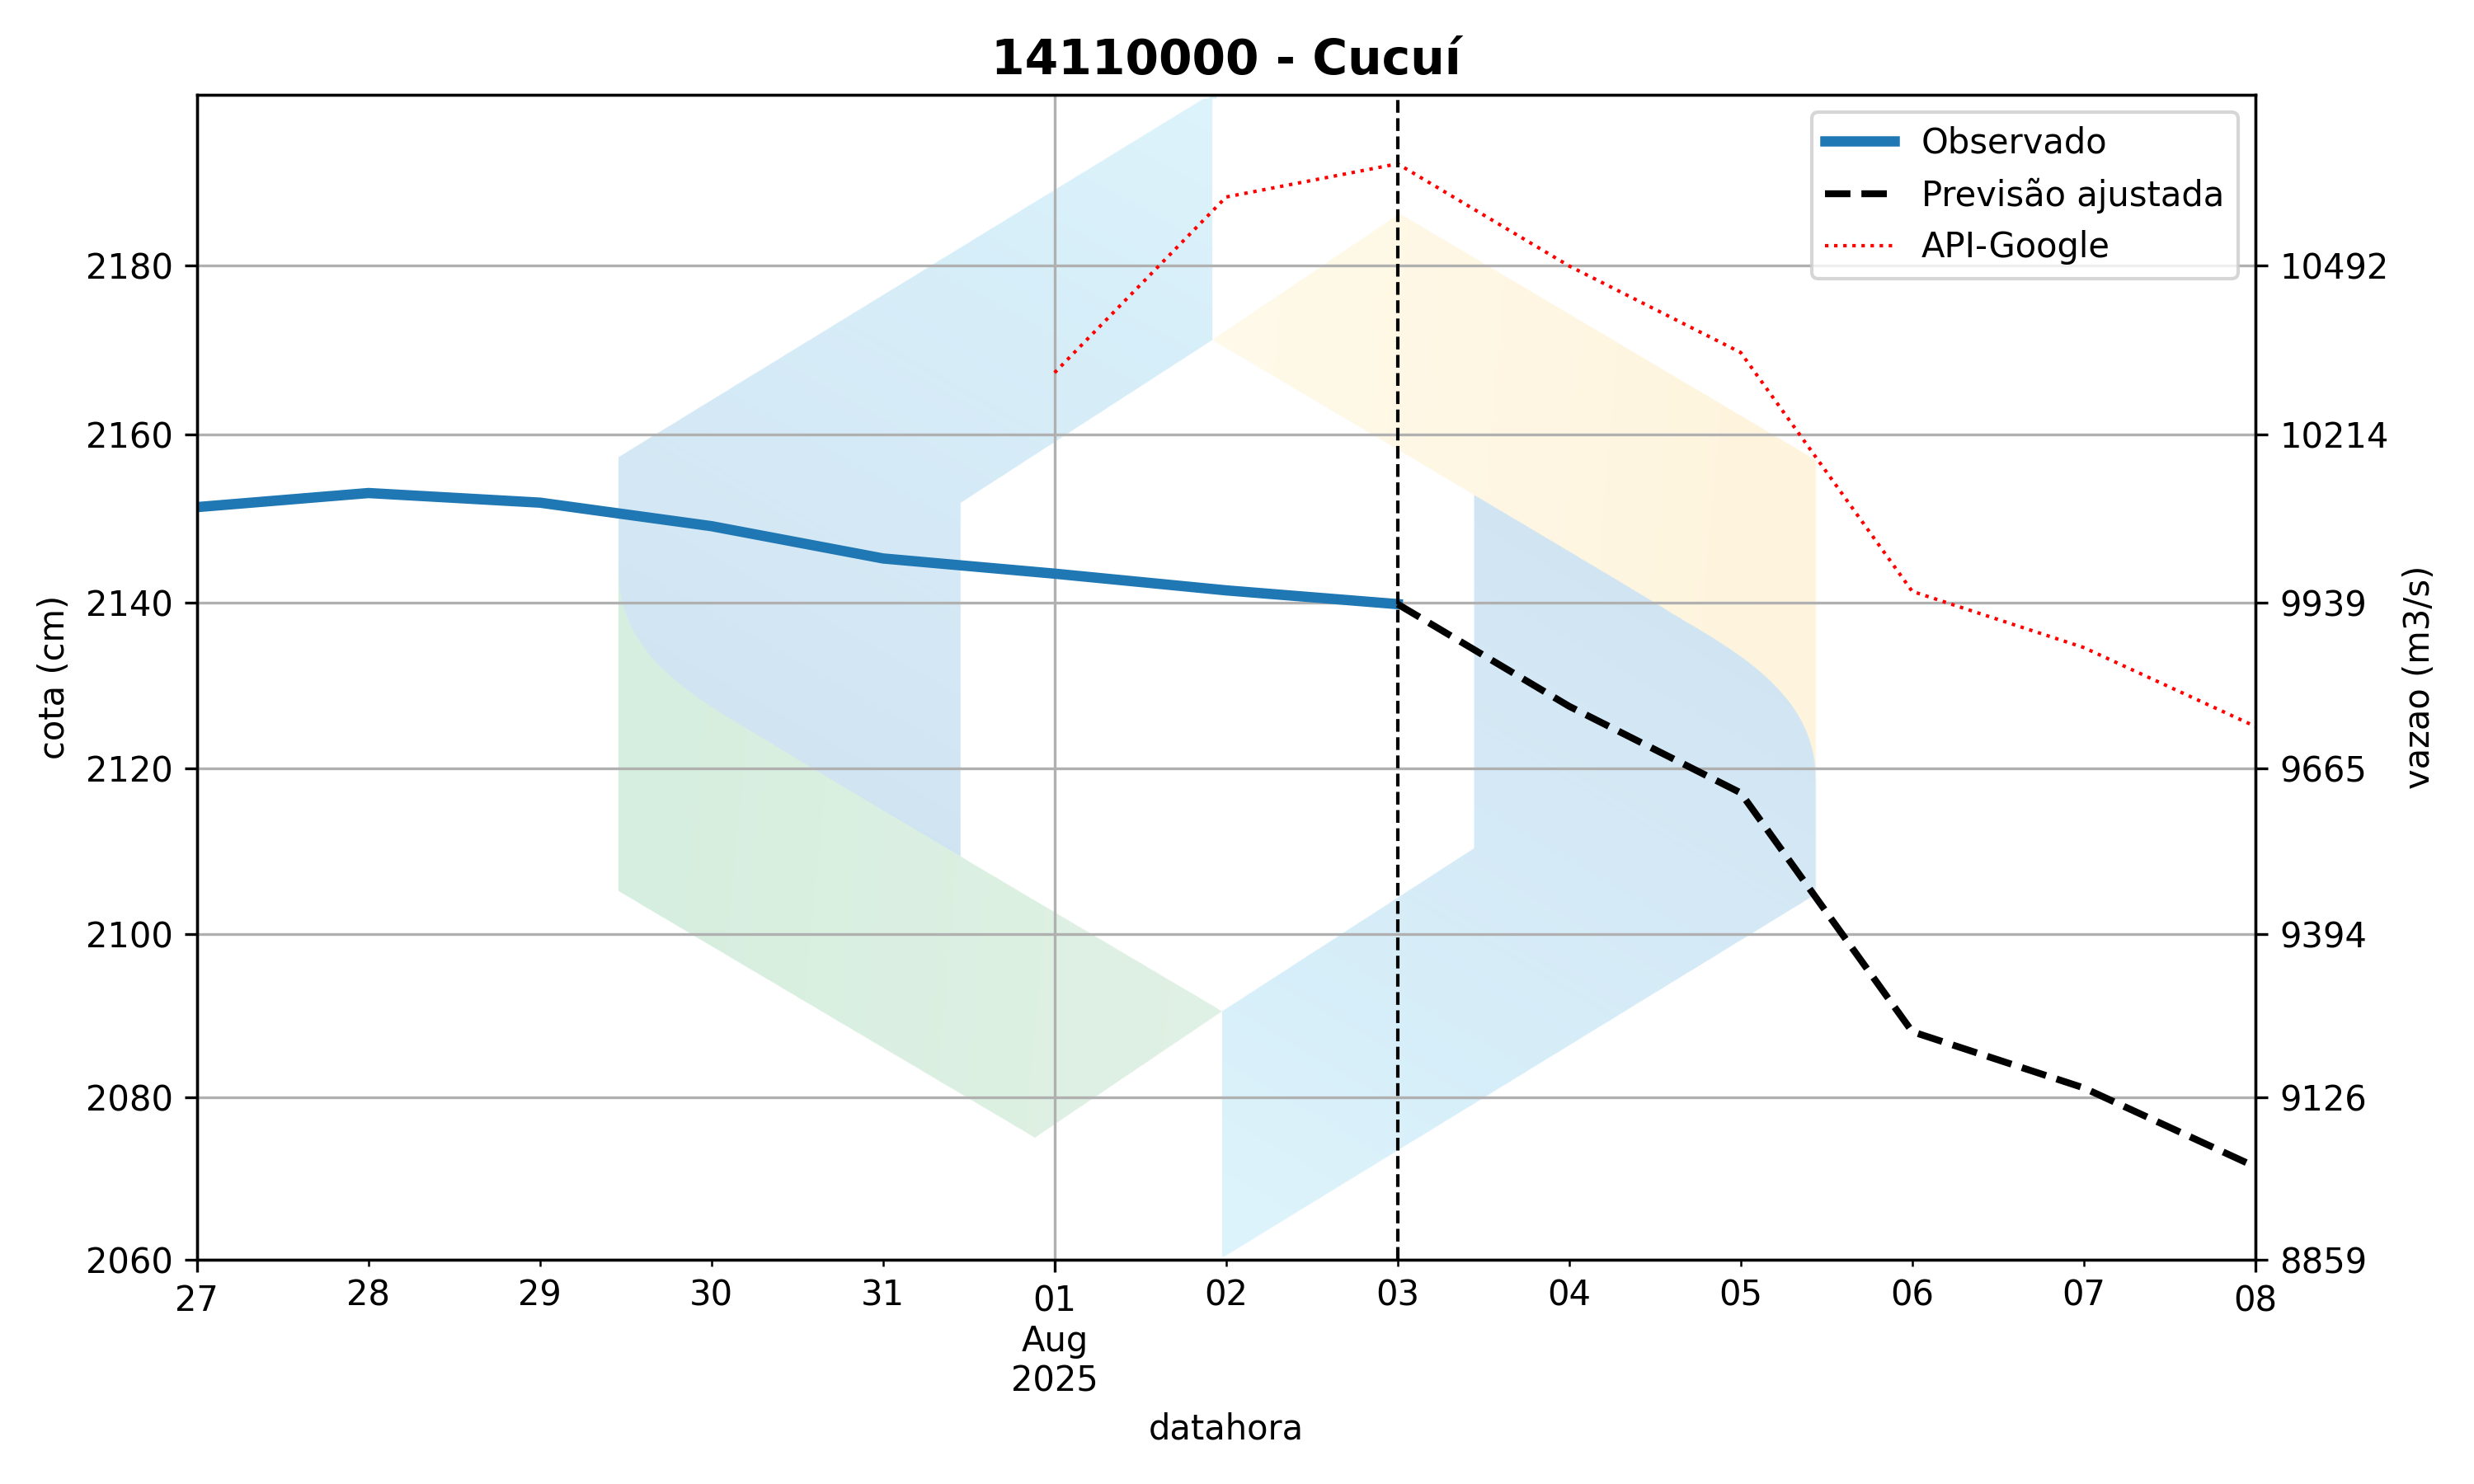 14110000 - Cucuí
Observado
Previsão ajustada
API-Google
2180
2160
2140
2120
2100
2080
2060
cota (cm)
10492
10214
9939
9665
9394
9126
8859
vazao (m3/s)
27 28 29 30 31 01 02 03 04 05 06 07 08
Aug
2025
datahora